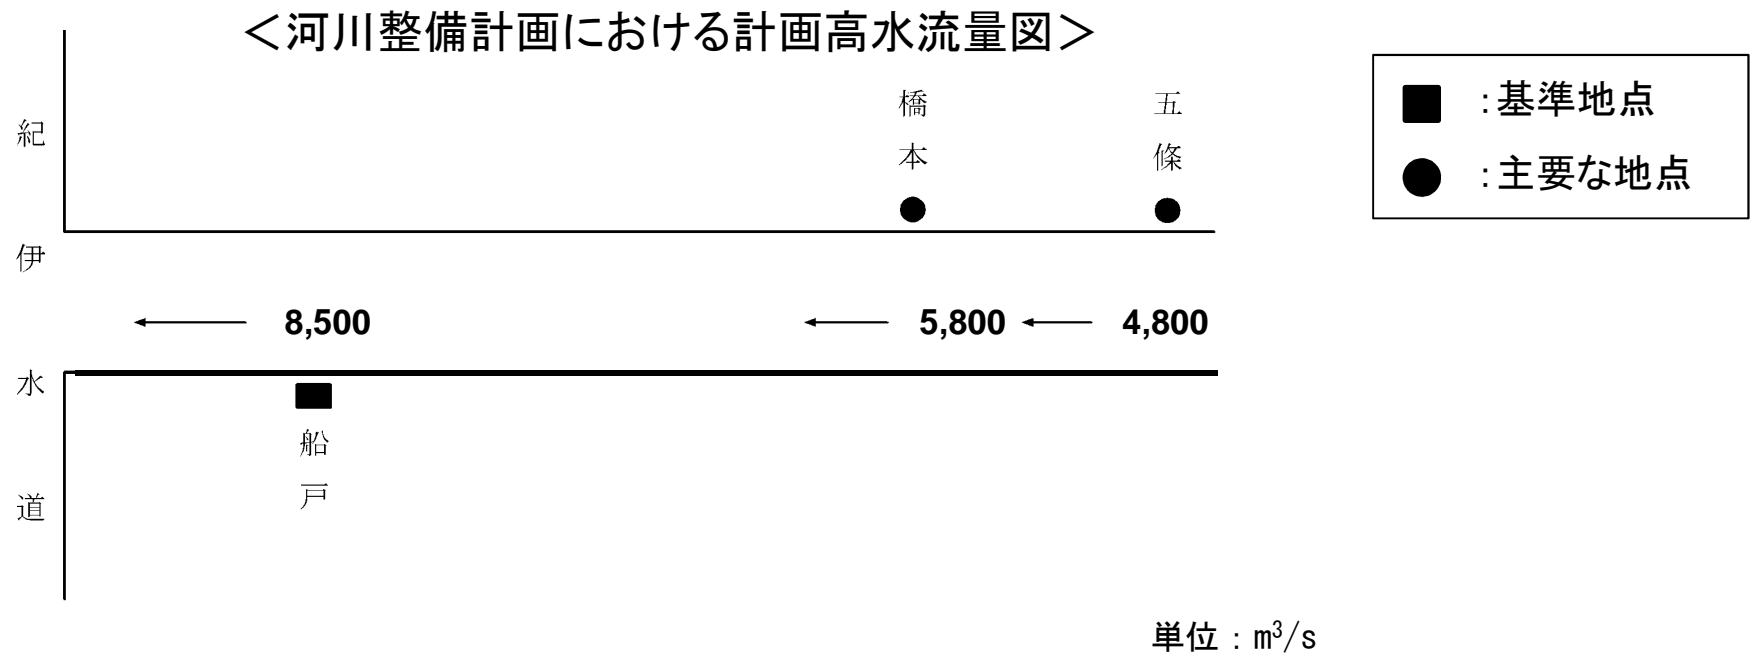 ＜河川整備計画における計画高水流量図＞
紀伊水道
橋本
五條
：基準地点
：主要な地点
8,500
5,800
4,800
船戸
単位：m³/s